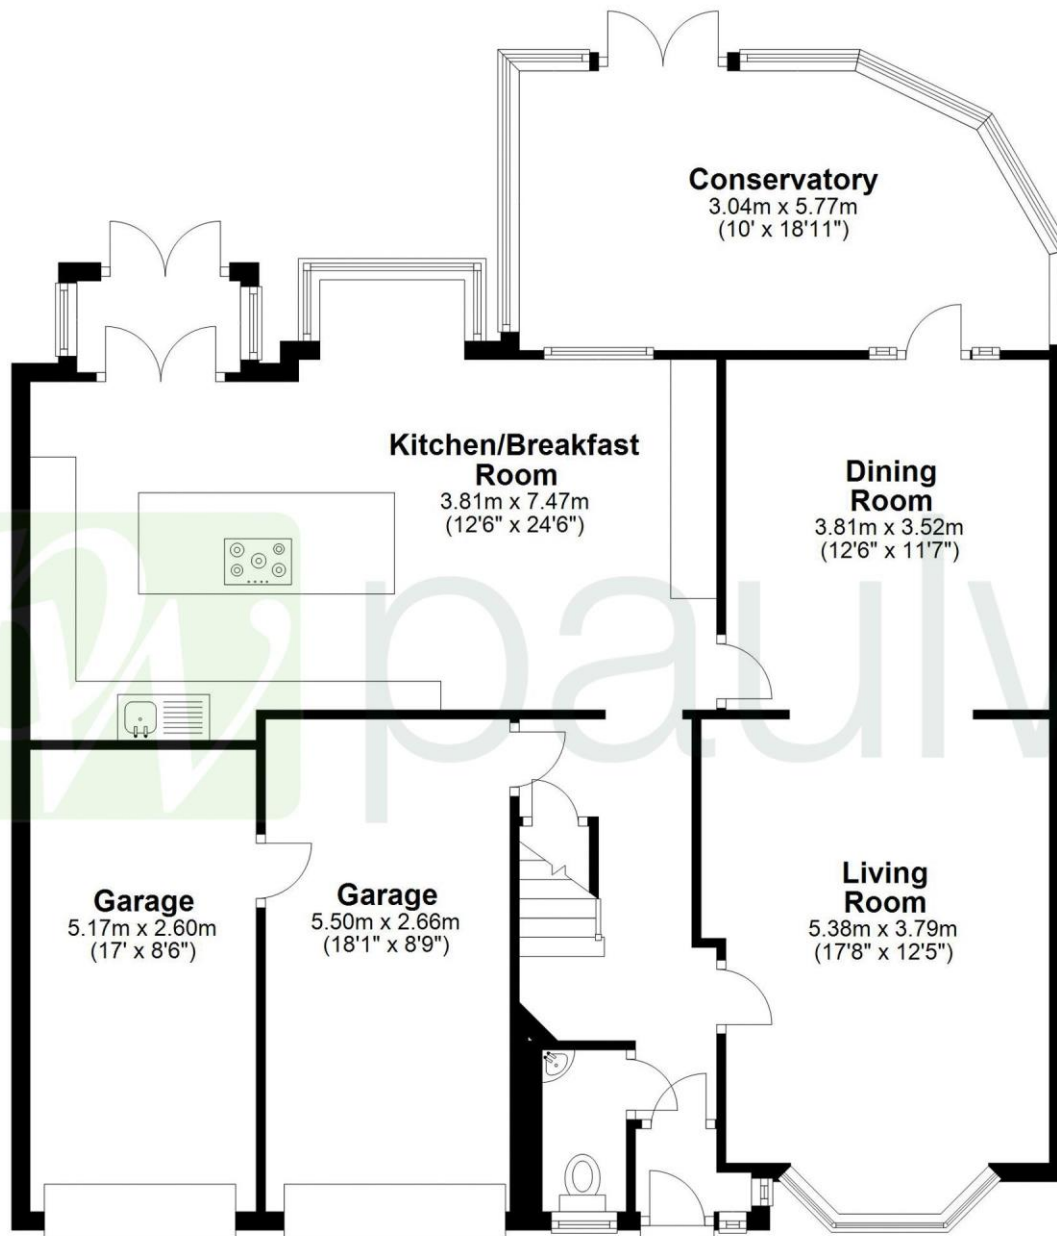 Conservatory
3.04m x 5.77m
(10' x 18'11")
Kitchen/Breakfast
Room
3.81m x 7.47m
(12'6" x 24'6")
Dining
Room
3.81m x 3.52m
(12'6" x 11'7")
pw paulw
Garage
5.17m x 2.60m
(17' x 8'6")
Garage
5.50m x 2.66m
(18'1" x 8'9")
Living
Room
5.38m x 3.79m
(17'8" x 12'5")